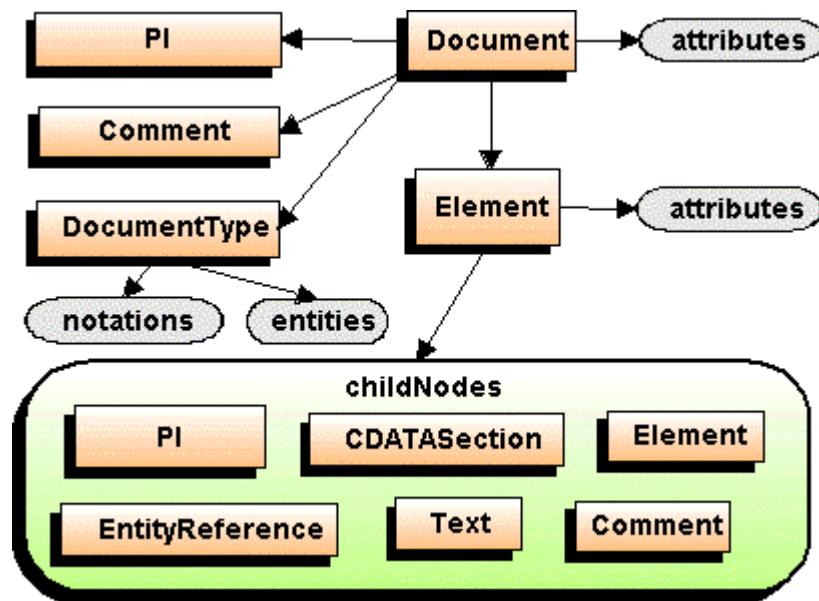 PI
Document
attributes
Comment
Element
attributes
DocumentType
notations
entities
childNodes
PI
CDATASection
Element
EntityReference
Text
Comment